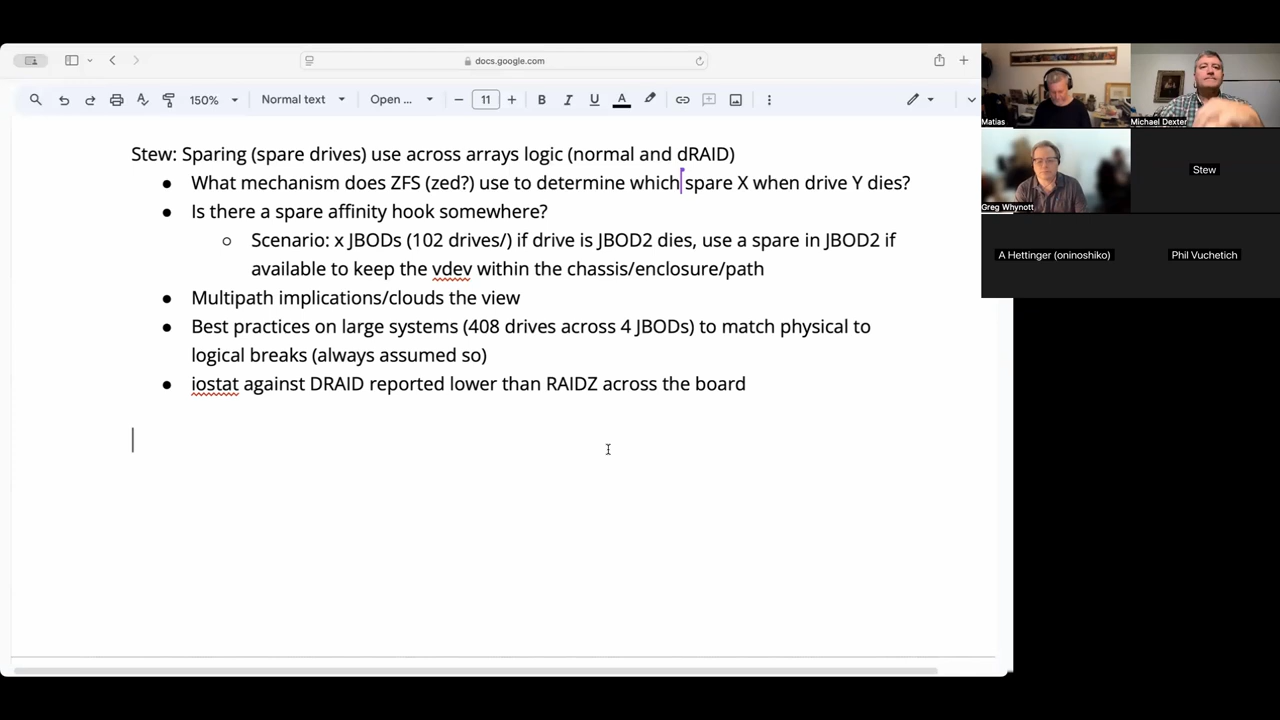 docs.google.com
150%
Normal text
Open ...
11
Stew: Sparing (spare drives) use across arrays logic (normal and dRAID)
● What mechanism does ZFS (zed?) use to determine which spare X when drive Y dies?
● Is there a spare affinity hook somewhere?
○ Scenario: x JBODs (102 drives/) if drive is JBOD2 dies, use a spare in JBOD2 if
available to keep the vdev within the chassis/enclosure/path
● Multipath implications/clouds the view
● Best practices on large systems (408 drives across 4 JBODs) to match physical to
logical breaks (always assumed so)
● iostat against DRAID reported lower than RAIDZ across the board
Matias
Michael Dexter
Greg Whynott
Stew
A Hettinger (oninoshiko)
Phil Vuchetich